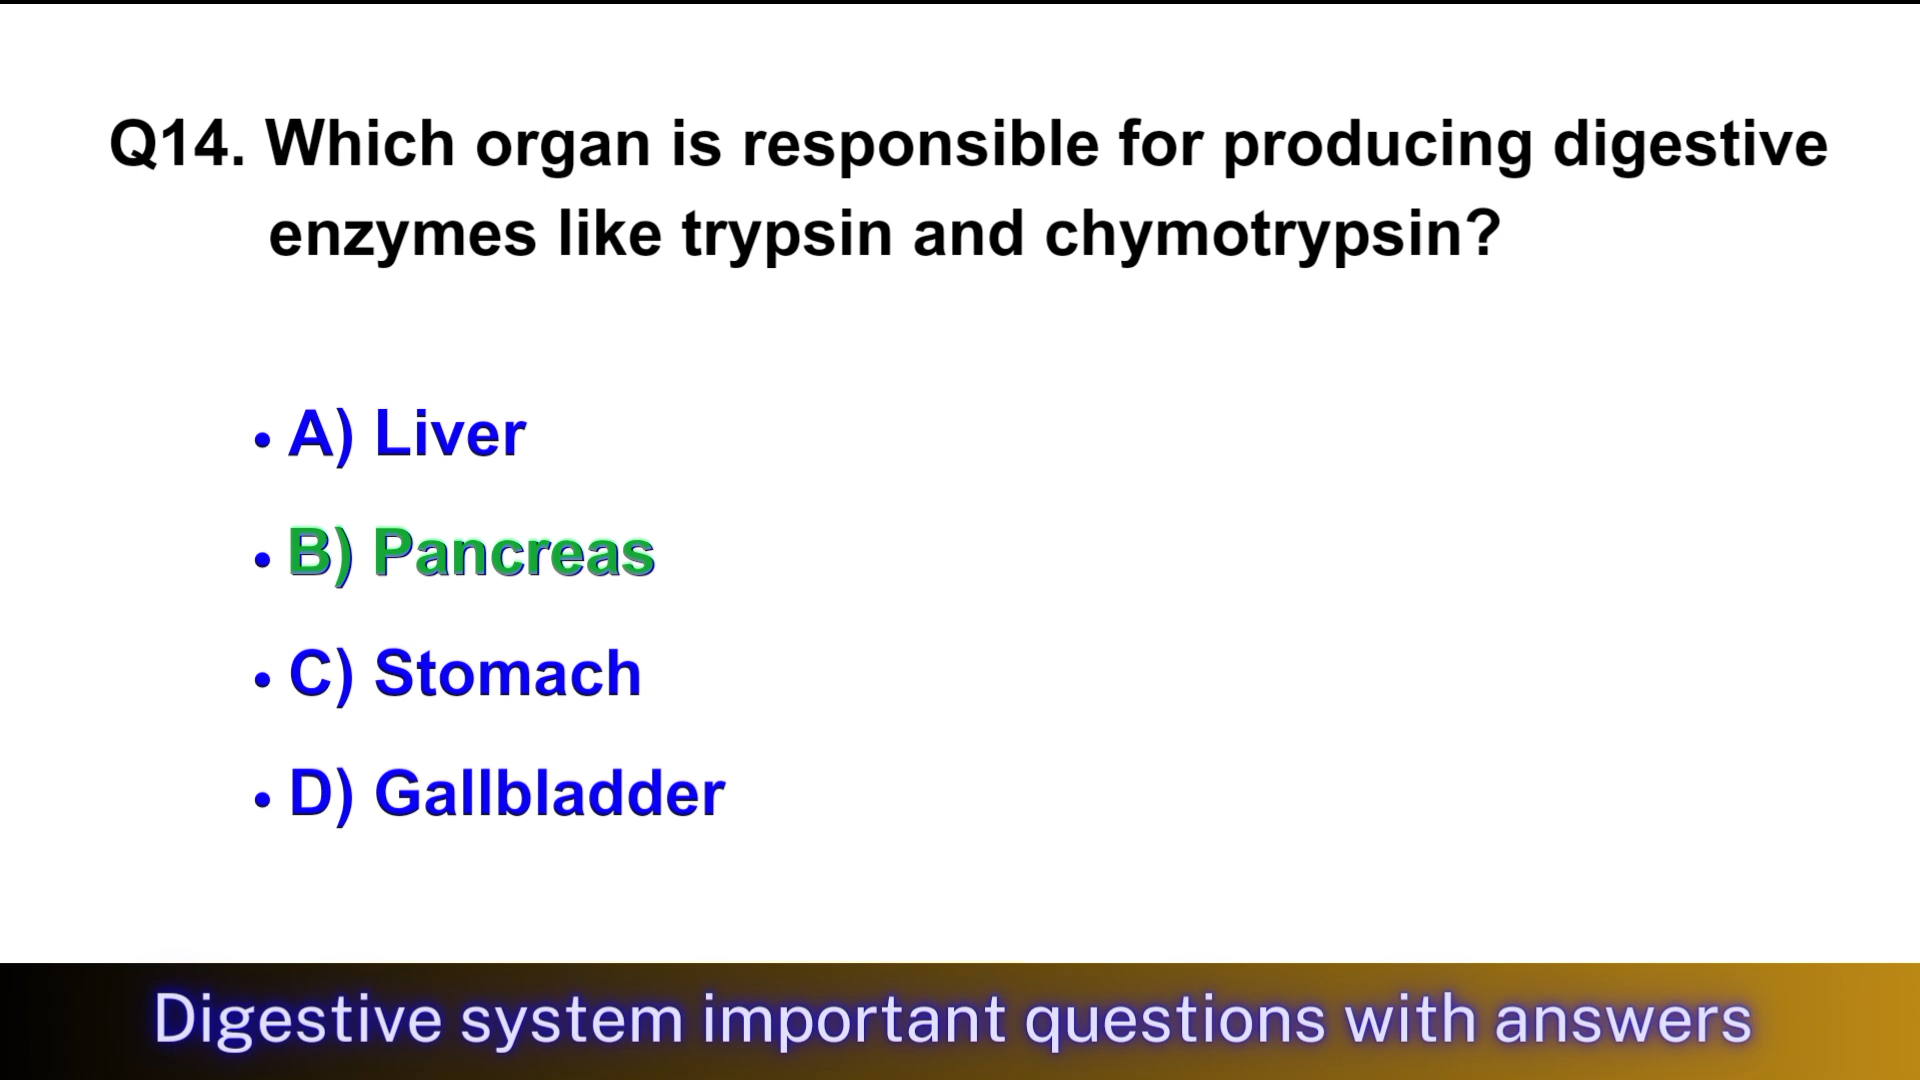 Q14. Which organ is responsible for producing digestive
enzymes like trypsin and chymotrypsin?
• A) Liver
• B) Pancreas
• C) Stomach
• D) Gallbladder
Digestive system important questions with answers